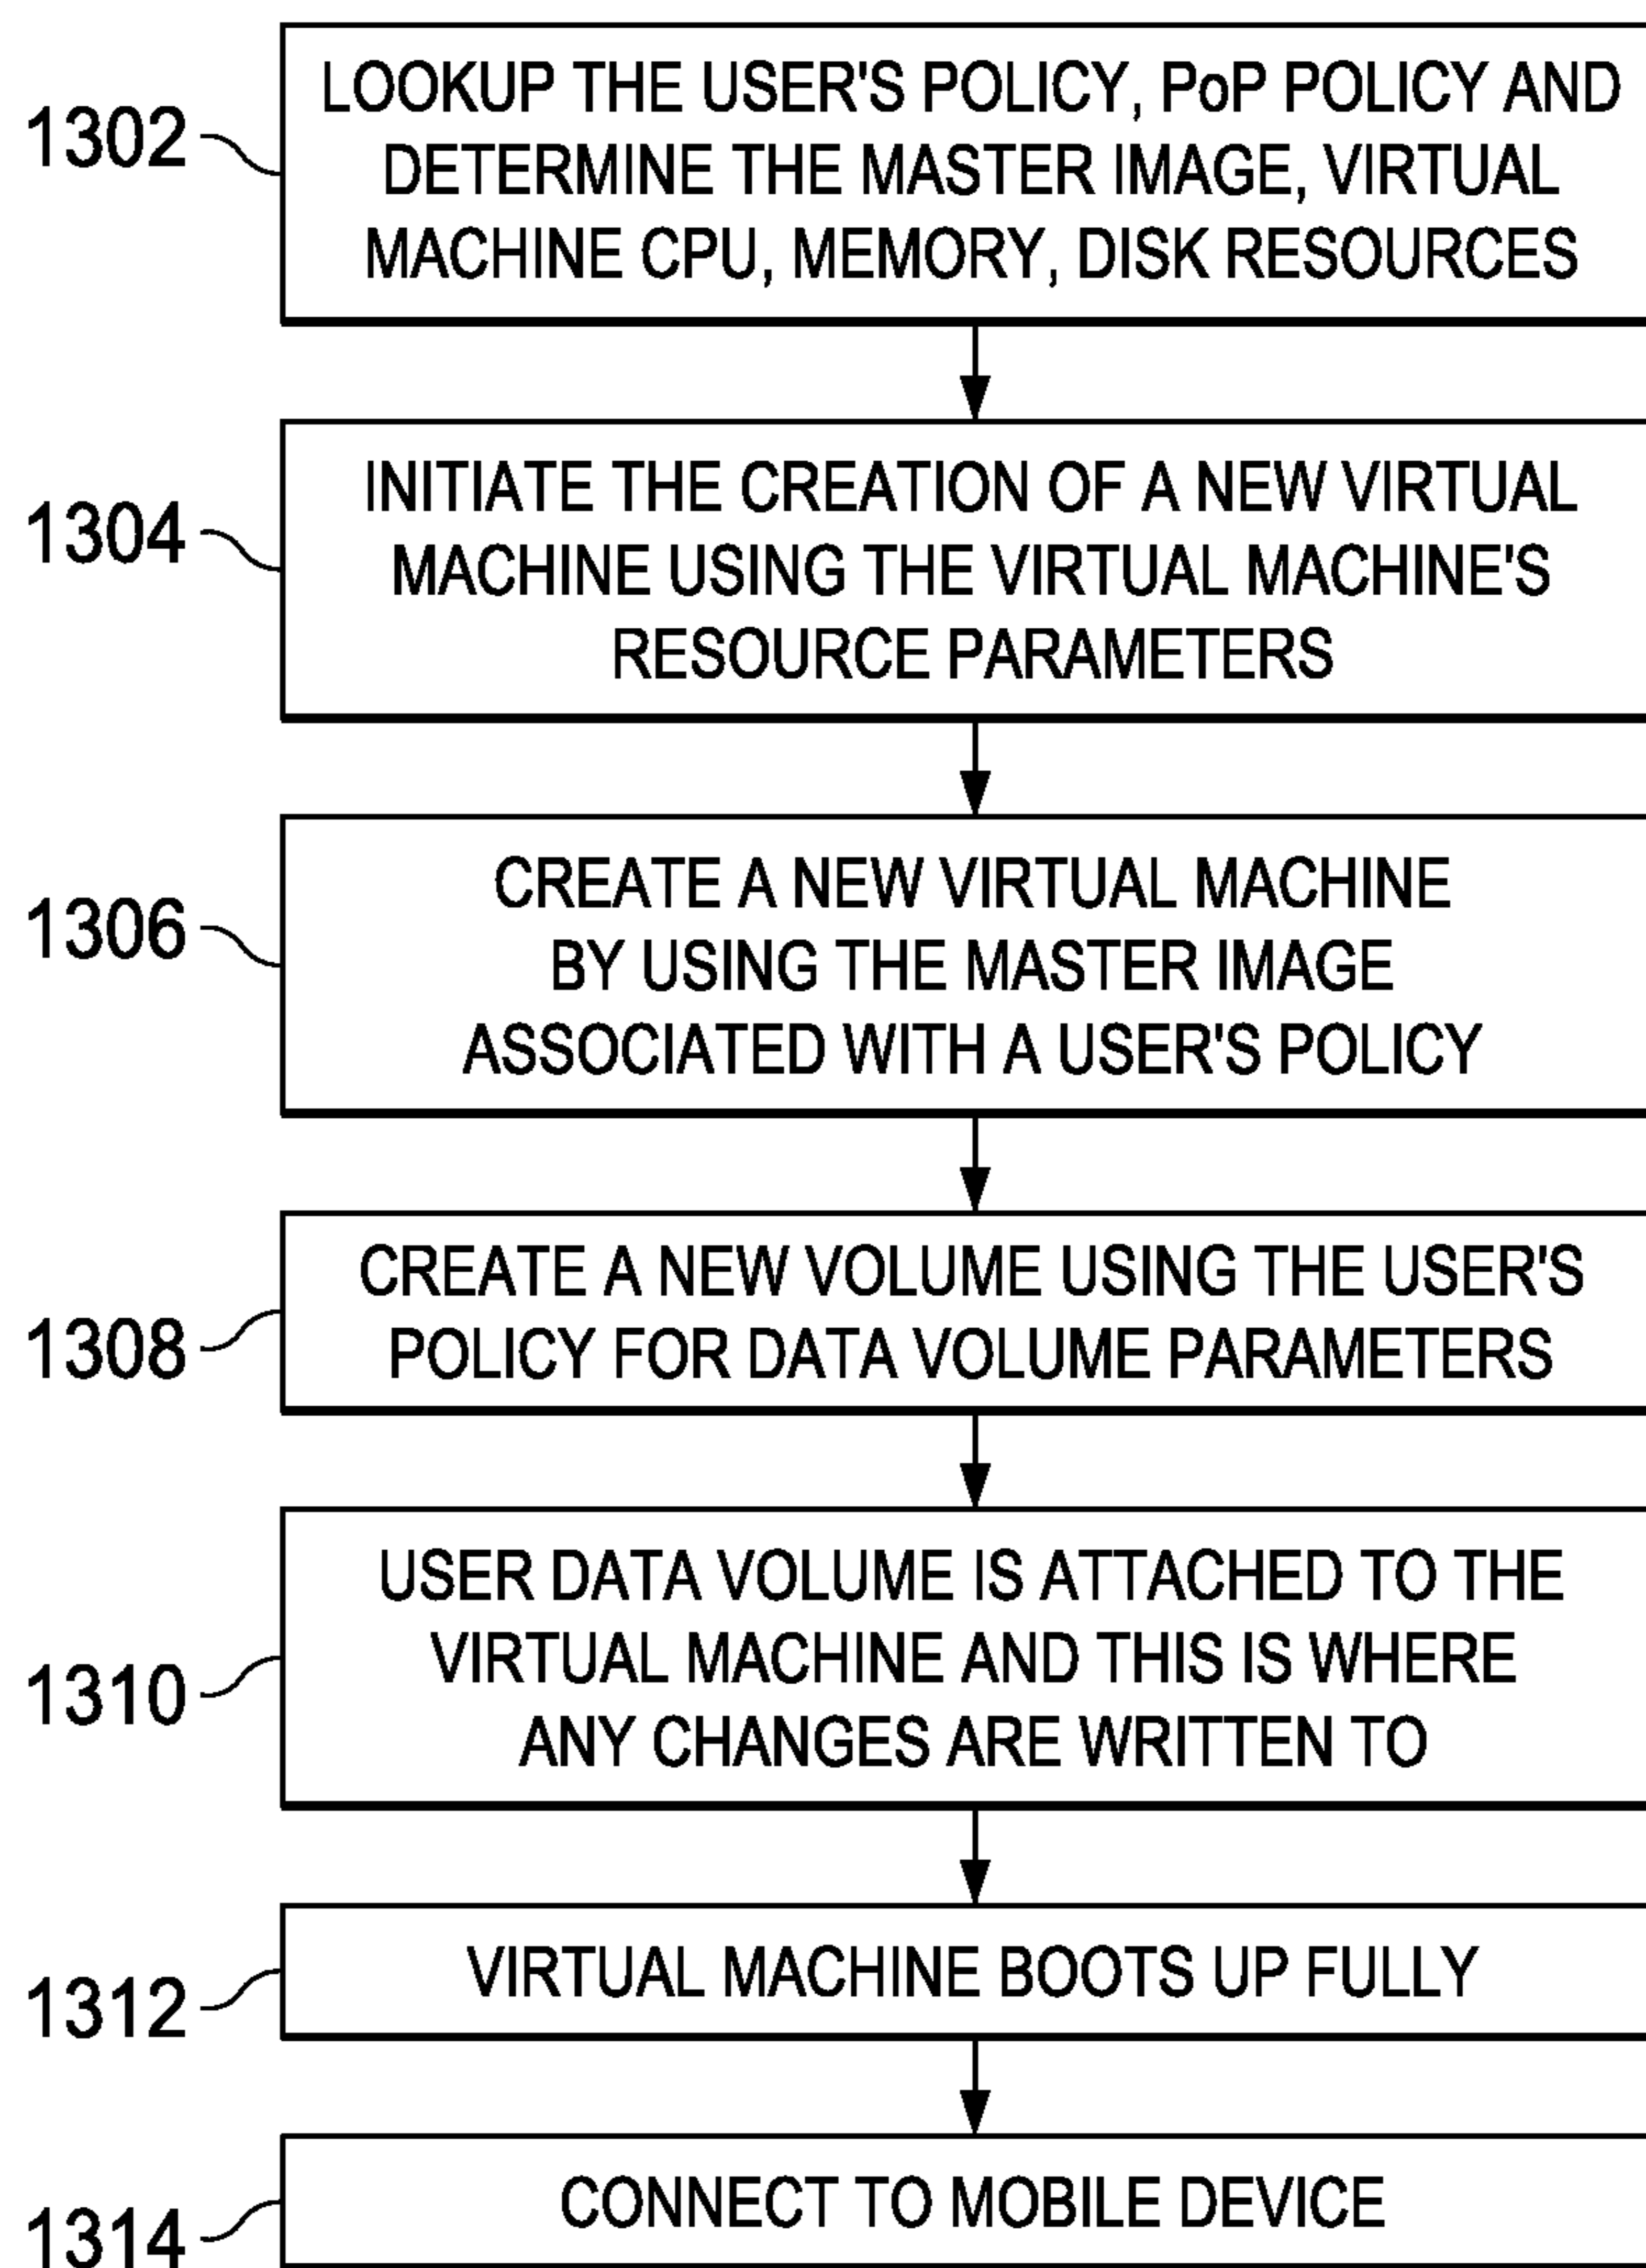 1302
LOOKUP THE USER'S POLICY, PoP POLICY AND
DETERMINE THE MASTER IMAGE, VIRTUAL
MACHINE CPU, MEMORY, DISK RESOURCES
1304
INITIATE THE CREATION OF A NEW VIRTUAL
MACHINE USING THE VIRTUAL MACHINE'S
RESOURCE PARAMETERS
1306
CREATE A NEW VIRTUAL MACHINE
BY USING THE MASTER IMAGE
ASSOCIATED WITH A USER'S POLICY
1308
CREATE A NEW VOLUME USING THE USER'S
POLICY FOR DATA VOLUME PARAMETERS
1310
USER DATA VOLUME IS ATTACHED TO THE
VIRTUAL MACHINE AND THIS IS WHERE
ANY CHANGES ARE WRITTEN TO
1312
VIRTUAL MACHINE BOOTS UP FULLY
1314
CONNECT TO MOBILE DEVICE